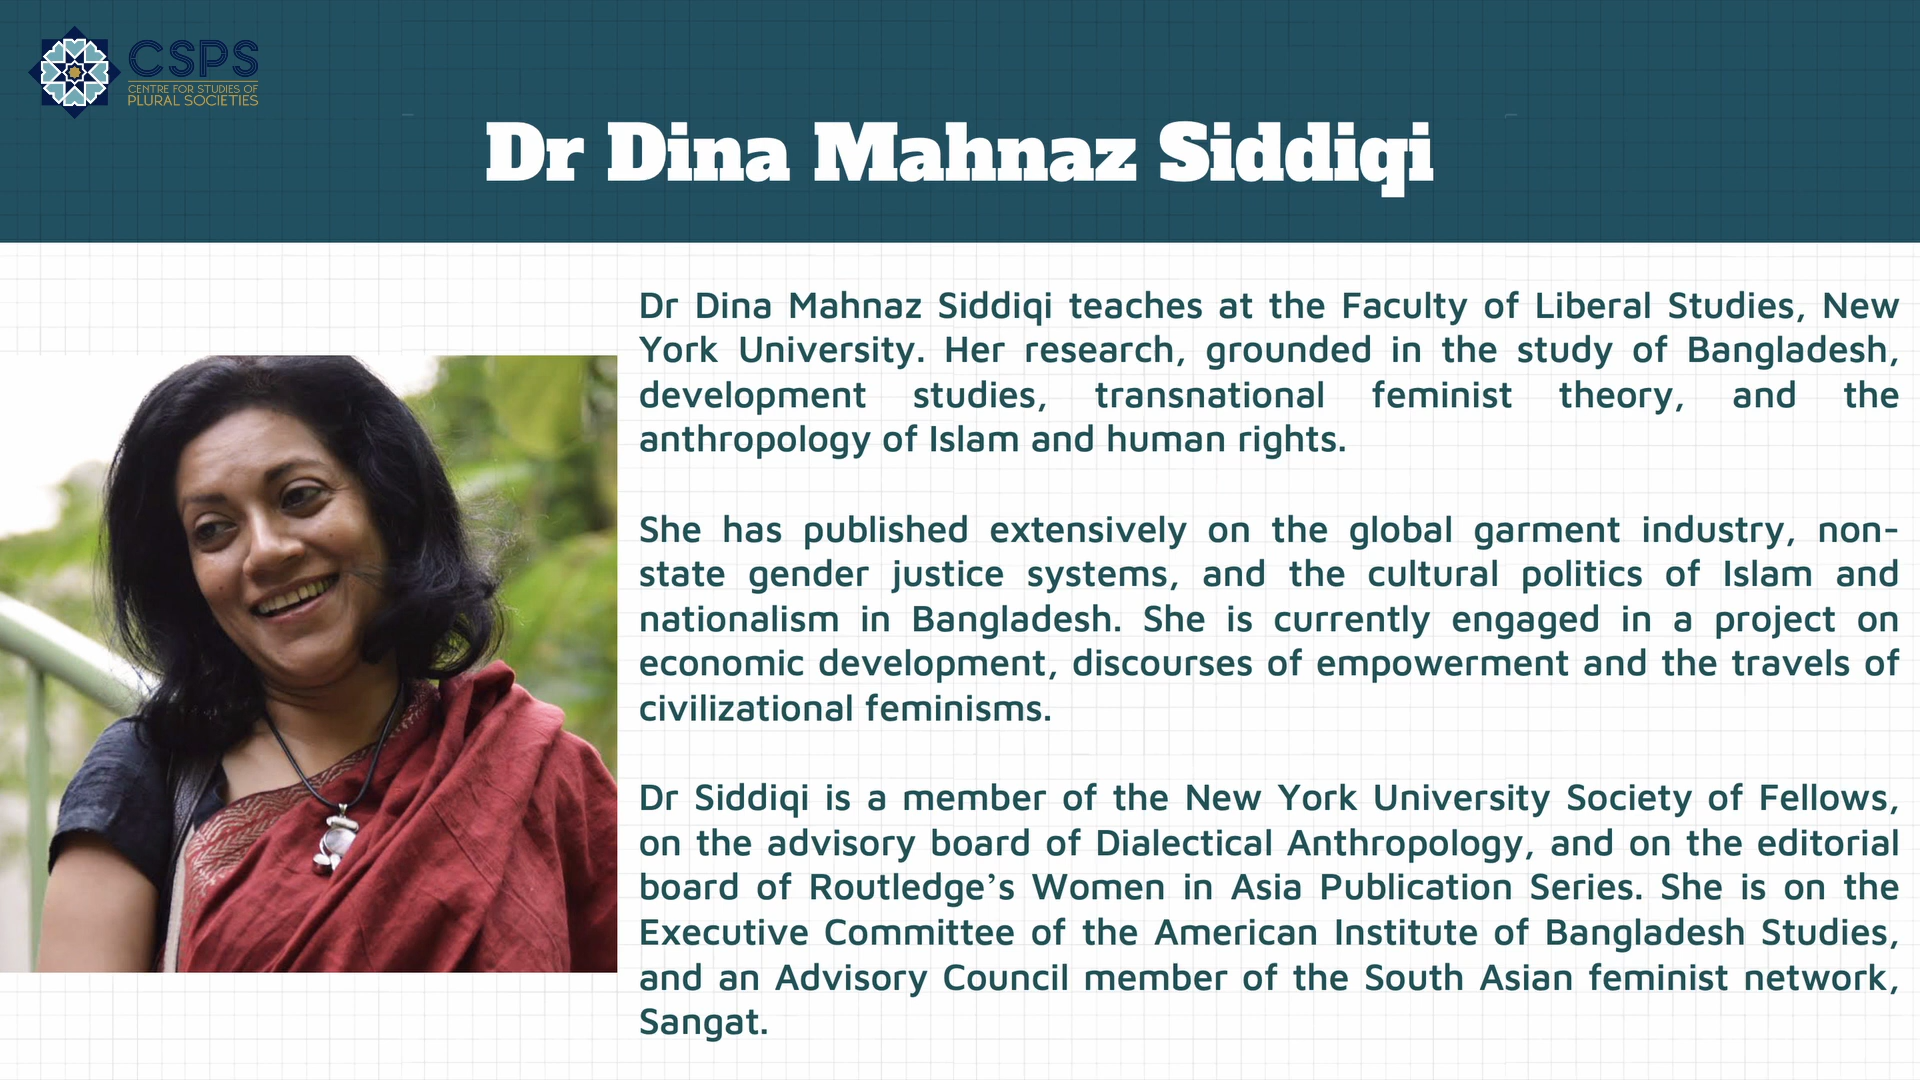 CSPS
CENTRE FOR STUDIES OF
PLURAL SOCIETIES
Dr Dina Mahnaz Siddiqi
Dr Dina Mahnaz Siddiqi teaches at the Faculty of Liberal Studies, New
York University. Her research, grounded in the study of Bangladesh,
development studies, transnational feminist theory, and the
anthropology of Islam and human rights.
She has published extensively on the global garment industry, non-
state gender justice systems, and the cultural politics of Islam and
nationalism in Bangladesh. She is currently engaged in a project on
economic development, discourses of empowerment and the travels of
civilizational feminisms.
Dr Siddiqi is a member of the New York University Society of Fellows,
on the advisory board of Dialectical Anthropology, and on the editorial
board of Routledge’s Women in Asia Publication Series. She is on the
Executive Committee of the American Institute of Bangladesh Studies,
and an Advisory Council member of the South Asian feminist network,
Sangat.